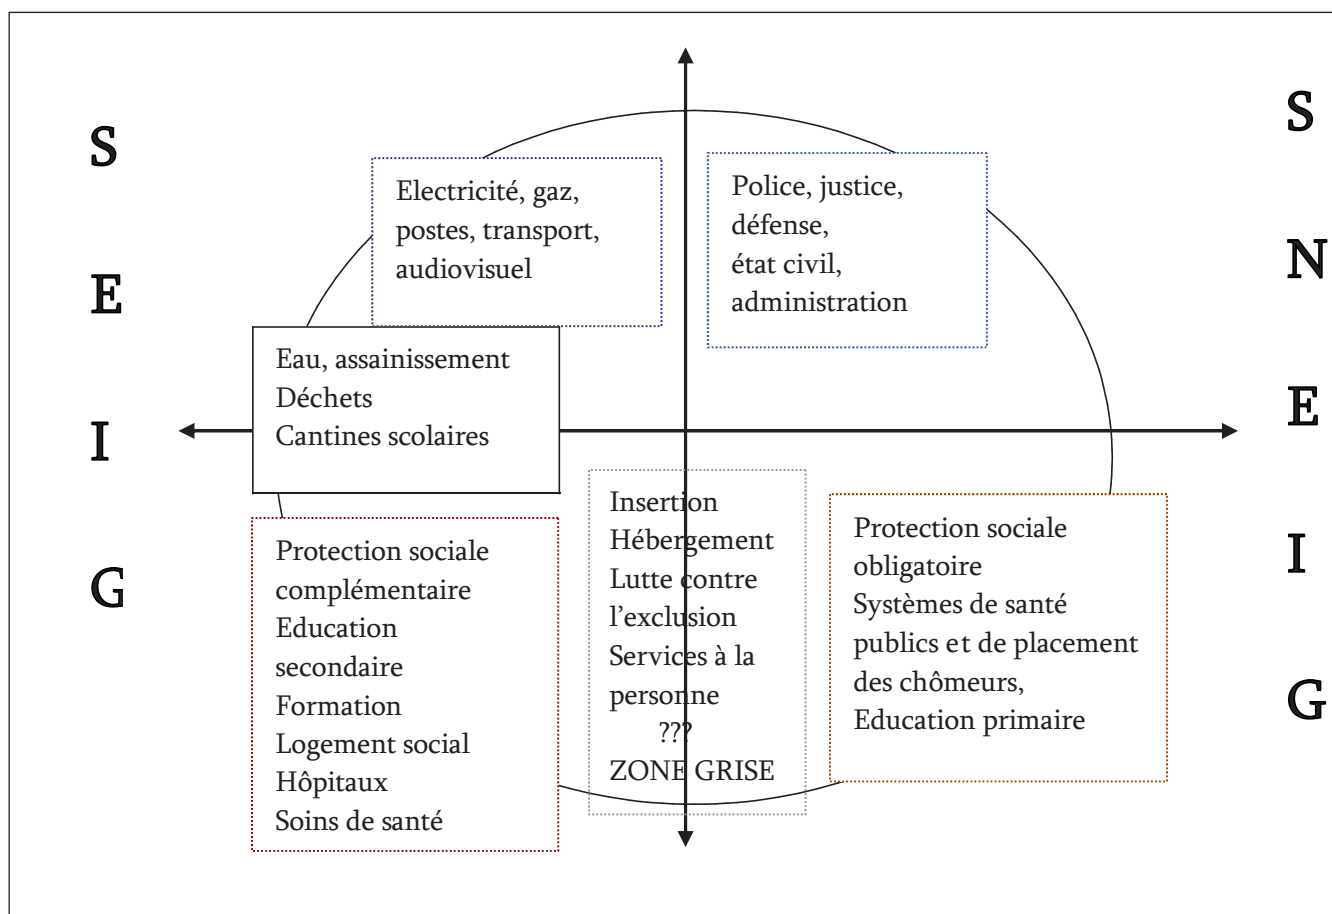 S
E
I
G
Electricité, gaz,
postes, transport,
audiovisuel
Police, justice,
défense,
état civil,
administration
Eau, assainissement
Déchets
Cantines scolaires
Protection sociale
complémentaire
Education
secondaire
Formation
Logement social
Hôpitaux
Soins de santé
Insertion
Hébergement
Lutte contre
l'exclusion
Services à la
personne
???
ZONE GRISE
Protection sociale
obligatoire
Systèmes de santé
publics et de placement
des chômeurs,
Education primaire
S
N
E
I
G